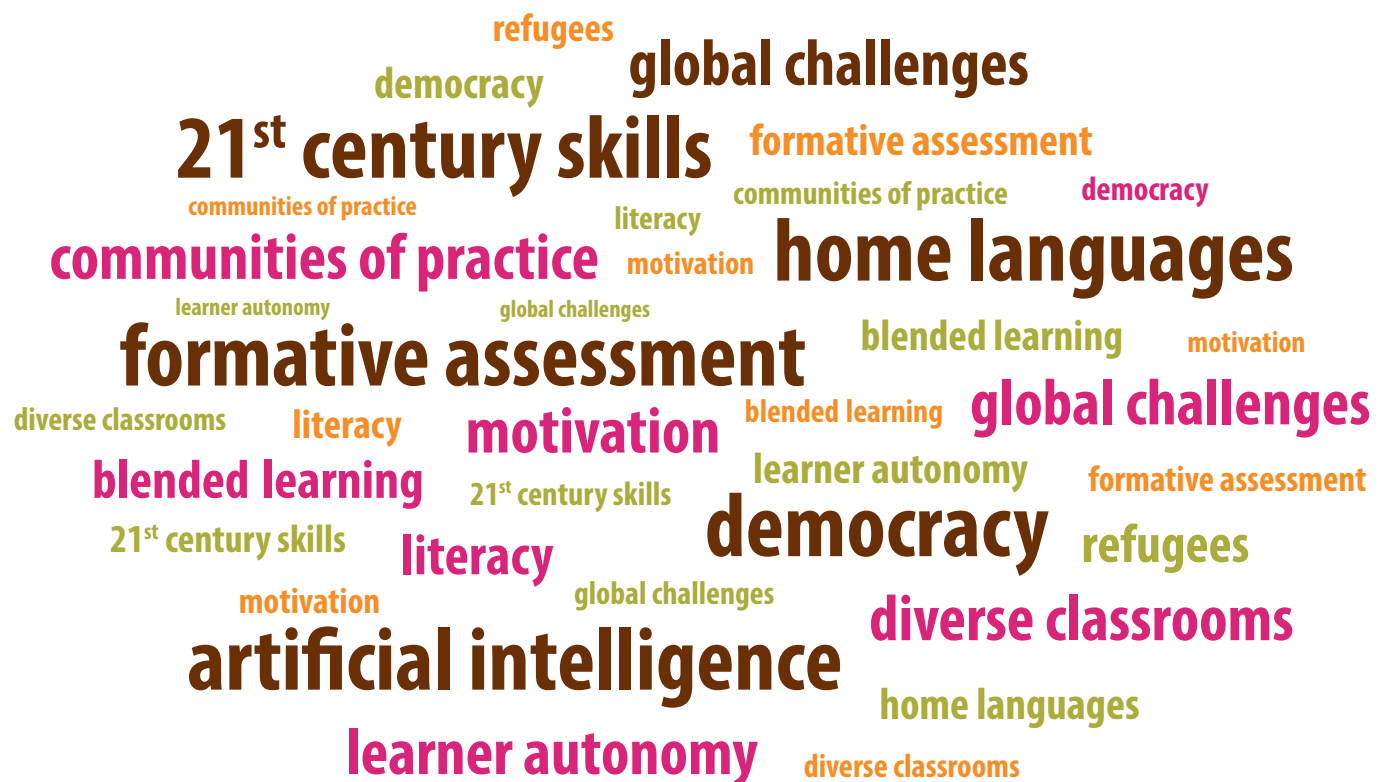 refugees
global challenges
democracy
21st century skills
formative assessment
communities of practice
democracy
communities of practice
literacy
communities of practice
motivation
home languages
learner autonomy
global challenges
formative assessment
blended learning
motivation
diverse classrooms
literacy
motivation
blended learning
global challenges
blended learning
21st century skills
learner autonomy
formative assessment
21st century skills
literacy
democracy
refugees
motivation
global challenges
diverse classrooms
artificial intelligence
home languages
learner autonomy
diverse classrooms